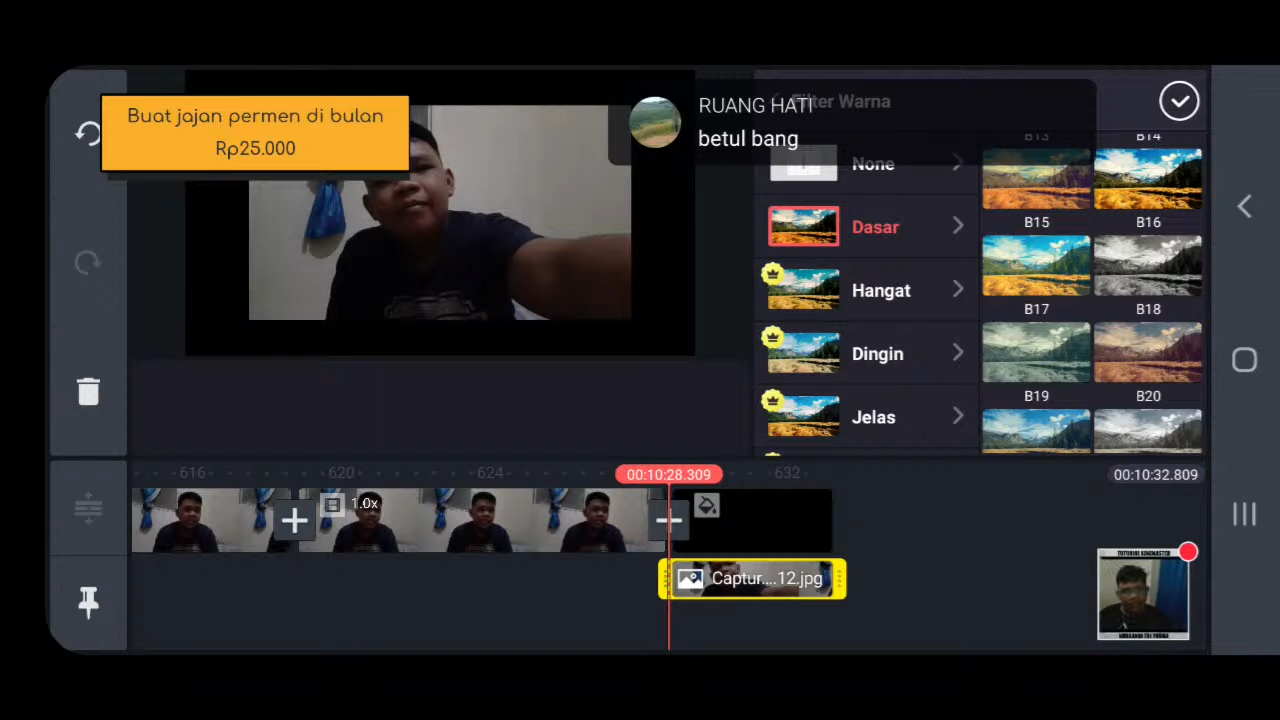 Buat jajan permen di bulan
Rp25.000
RUANG HATI
betul bang
Filter Warna
None
Dasar
Hangat
Dingin
Jelas
B13
B14
B15
B16
B17
B18
B19
B20
616
620
624
00:10:28.309
632
00:10:32.809
1.0x
Captur....12.jpg
TUTORIAL KINEMASTER